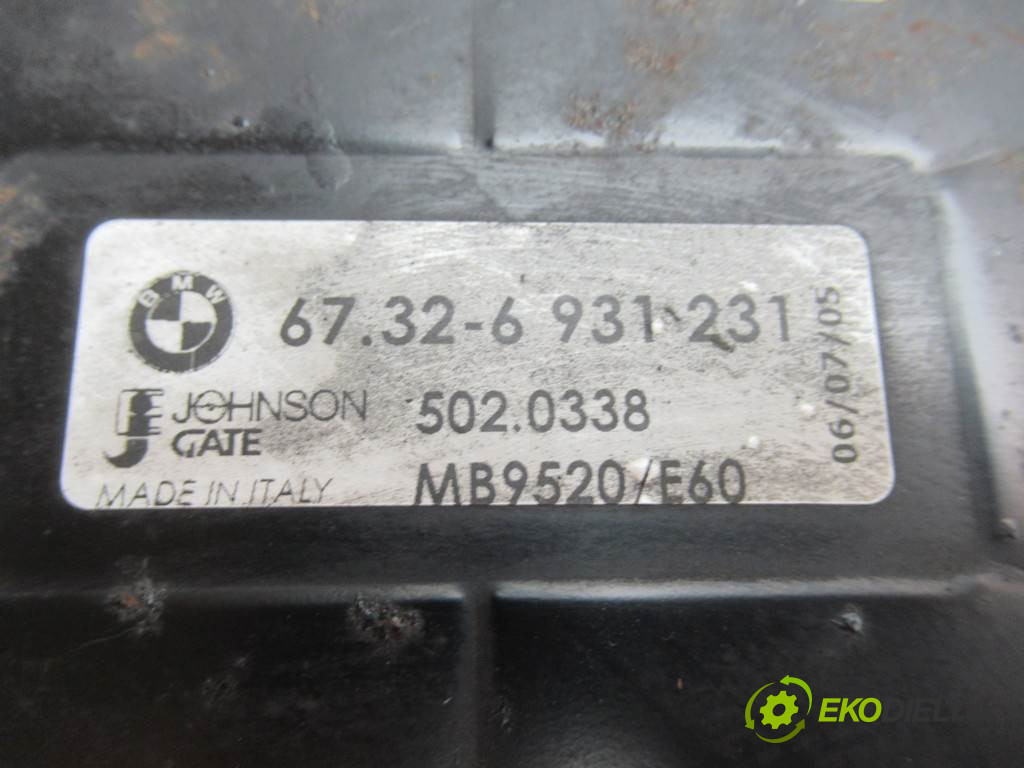 BMW
67.32-6 931 231
JOHNSON
GATE
502.0338
MADE IN ITALY
MB9520/E60
06/07/05
EKODIELY